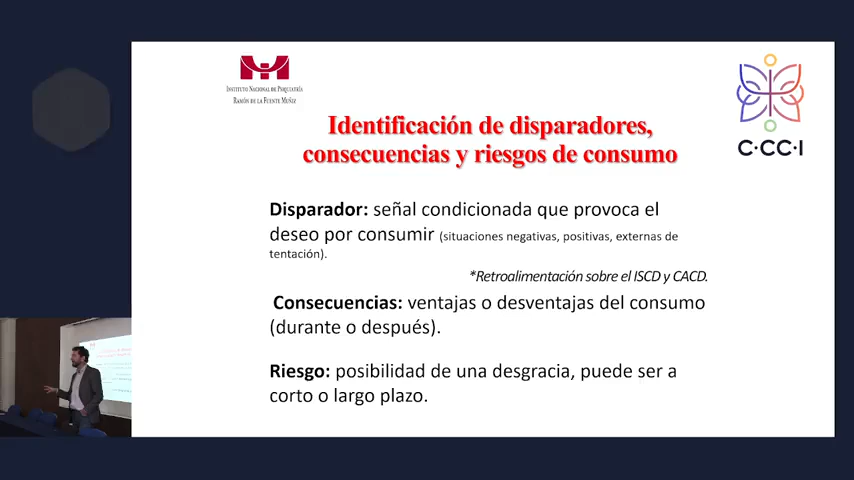 INSTITUTO NACIONAL DE PSIQUIATRÍA
RAMÓN DE LA FUENTE MUÑIZ
C·CC·I
Identificación de disparadores,
consecuencias y riesgos de consumo
Disparador: señal condicionada que provoca el
deseo por consumir (situaciones negativas, positivas, externas de
tentación).
*Retroalimentación sobre el ISCD y CACD.
Consecuencias: ventajas o desventajas del consumo
(durante o después).
Riesgo: posibilidad de una desgracia, puede ser a
corto o largo plazo.